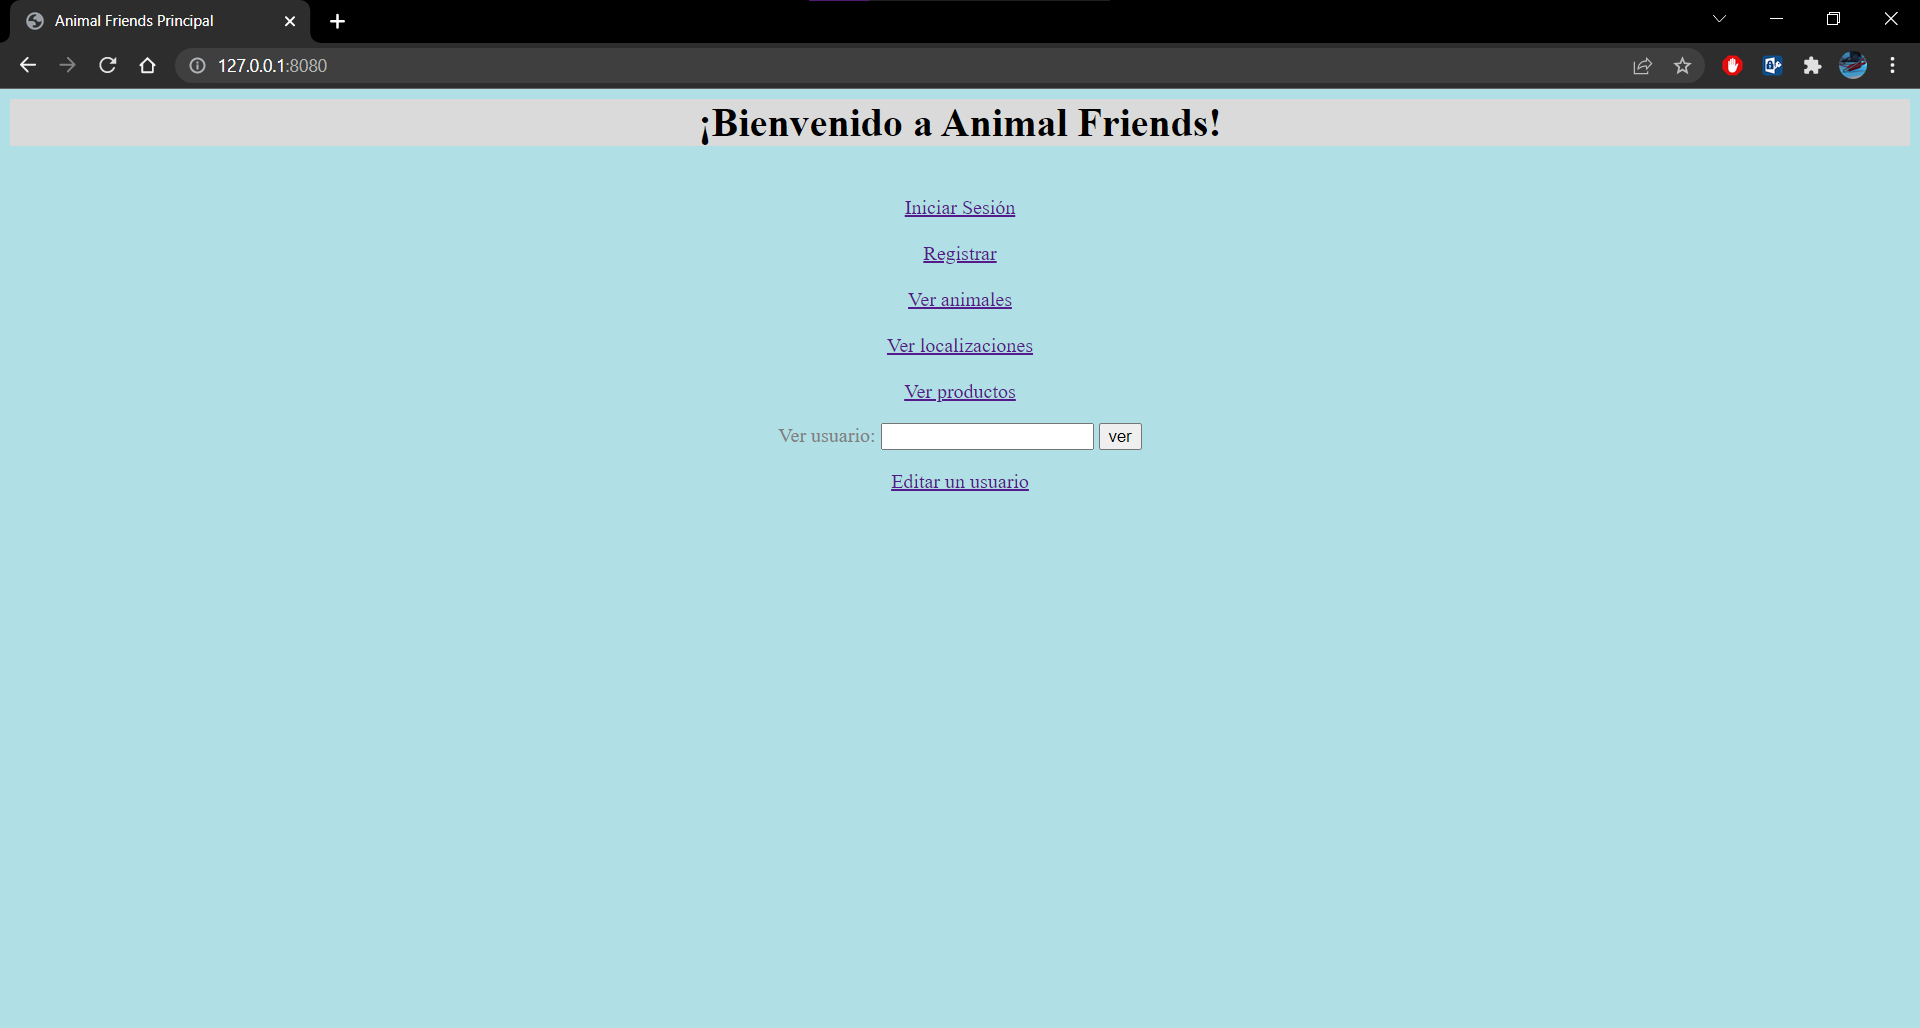 Animal Friends Principal
127.0.0.1:8080
¡Bienvenido a Animal Friends!
Iniciar Sesión
Registrar
Ver animales
Ver localizaciones
Ver productos
Ver usuario: ver
Editar un usuario